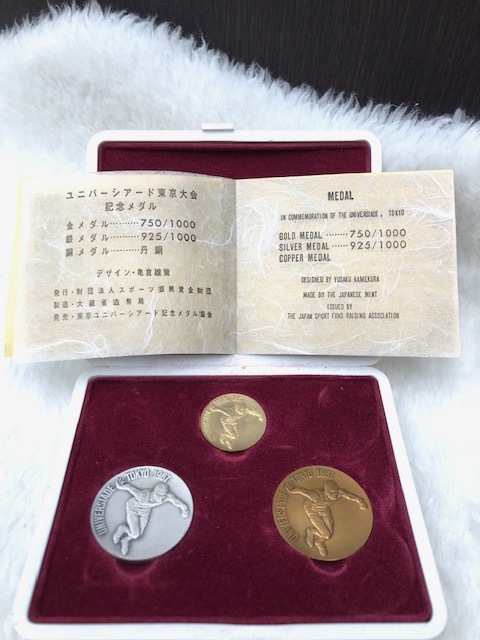 ユニバーシアード東京大会
記念メダル
金メダル………750/1000
銀メダル………925/1000
銅メダル………丹銅
デザイン・亀倉雄策
発行・財団法人スポーツ振興資金財団
製造・大蔵省造幣局
発売・東京ユニバーシアード記念メダル協会
MEDAL
IN COMMEMORATION OF THE UNIVERSIADE, TOKYO
GOLD MEDAL ……750/1000
SILVER MEDAL ……925/1000
COPPER MEDAL
DESIGNED BY YUSAKU KAMEKURA
MADE BY THE JAPANESE MINT
ISSUED BY
THE JAPAN SPORT FUND RAISING ASSOCIATION
UNIVERSIADE TOKYO 1967
UNIVERSIADE TOKYO 1967